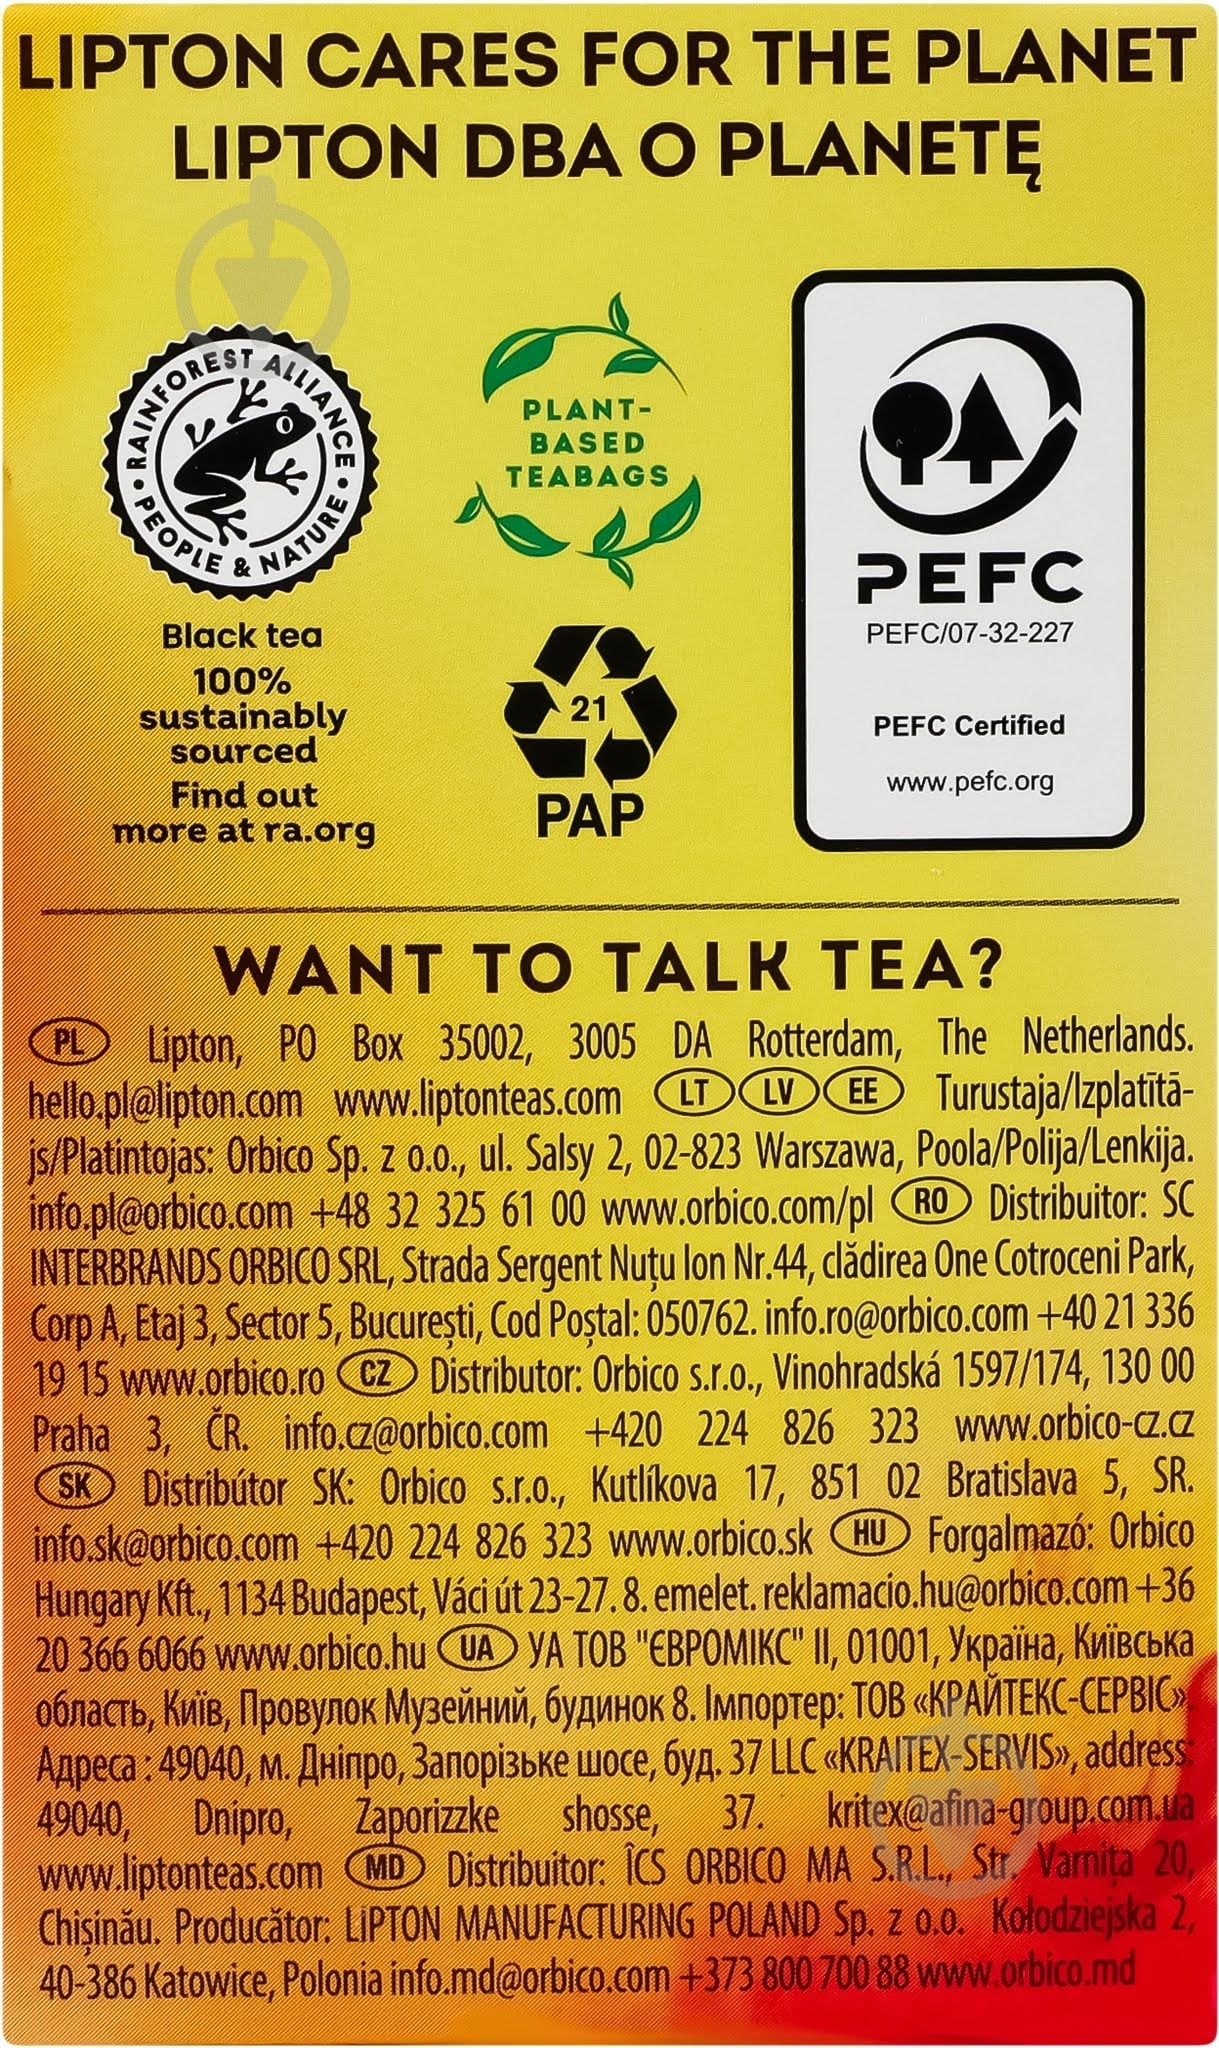 LIPTON CARES FOR THE PLANET
LIPTON DBA O PLANETĘ
RAINFOREST ALLIANCE
• PEOPLE & NATURE •
Black tea
100%
sustainably
sourced
Find out
more at ra.org
PLANT-
BASED
TEABAGS
21
PAP
PEFC
PEFC/07-32-227
PEFC Certified
www.pefc.org
WANT TO TALK TEA?
PL Lipton, PO Box 35002, 3005 DA Rotterdam, The Netherlands.
hello.pl@lipton.com www.liptonteas.com LT LV EE Turustaja/Izplatītā-
js/Platintojas: Orbico Sp. z o.o., ul. Salsy 2, 02-823 Warszawa, Poola/Polija/Lenkija.
info.pl@orbico.com +48 32 325 61 00 www.orbico.com/pl RO Distribuitor: SC
INTERBRANDS ORBICO SRL, Strada Sergent Nuțu Ion Nr.44, clădirea One Cotroceni Park,
Corp A, Etaj 3, Sector 5, București, Cod Poștal: 050762. info.ro@orbico.com +40 21 336
19 15 www.orbico.ro CZ Distributor: Orbico s.r.o., Vinohradská 1597/174, 130 00
Praha 3, ČR. info.cz@orbico.com +420 224 826 323 www.orbico-cz.cz
SK Distribútor SK: Orbico s.r.o., Kutlíkova 17, 851 02 Bratislava 5, SR.
info.sk@orbico.com +420 224 826 323 www.orbico.sk HU Forgalmazó: Orbico
Hungary Kft., 1134 Budapest, Váci út 23-27. 8. emelet. reklamacio.hu@orbico.com +36
20 366 6066 www.orbico.hu UA УА ТОВ "ЄВРОМІКС" II, 01001, Україна, Київська
область, Київ, Провулок Музейний, будинок 8. Імпортер: ТОВ «КРАЙТЕКС-СЕРВІС».
Адреса : 49040, м. Дніпро, Запорізьке шосе, буд. 37 LLC «KRAITEX-SERVIS», address:
49040, Dnipro, Zaporizzke shosse, 37. kritex@afina-group.com.ua
www.liptonteas.com MD Distribuitor: ÎCS ORBICO MA S.R.L., Str. Varnița 20,
Chișinău. Producător: LiPTON MANUFACTURING POLAND Sp. z o.o. Kołodziejska 2,
40-386 Katowice, Polonia info.md@orbico.com +373 800 700 88 www.orbico.md